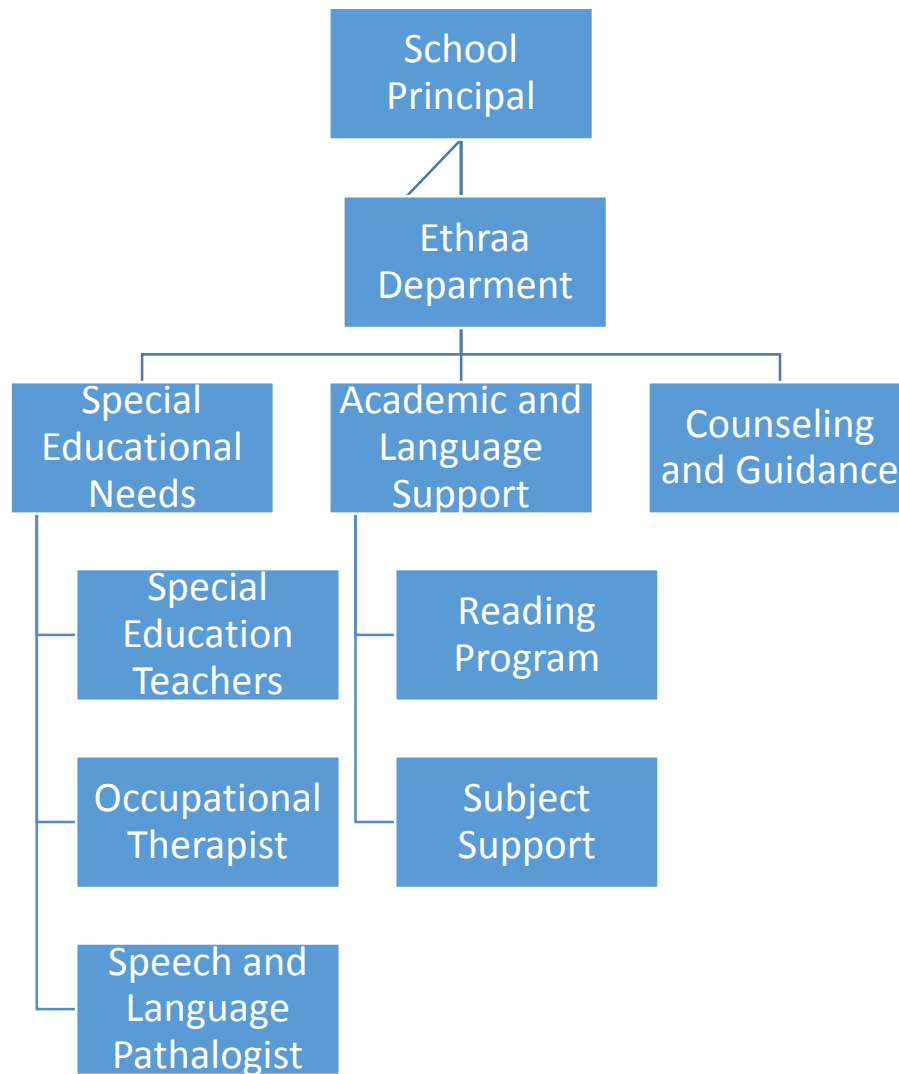 School
Principal
Ethraa
Deparment
Special
Educational
Needs
Academic and
Language
Support
Counseling
and Guidance
Special
Education
Teachers
Reading
Program
Occupational
Therapist
Subject
Support
Speech and
Language
Pathalogist